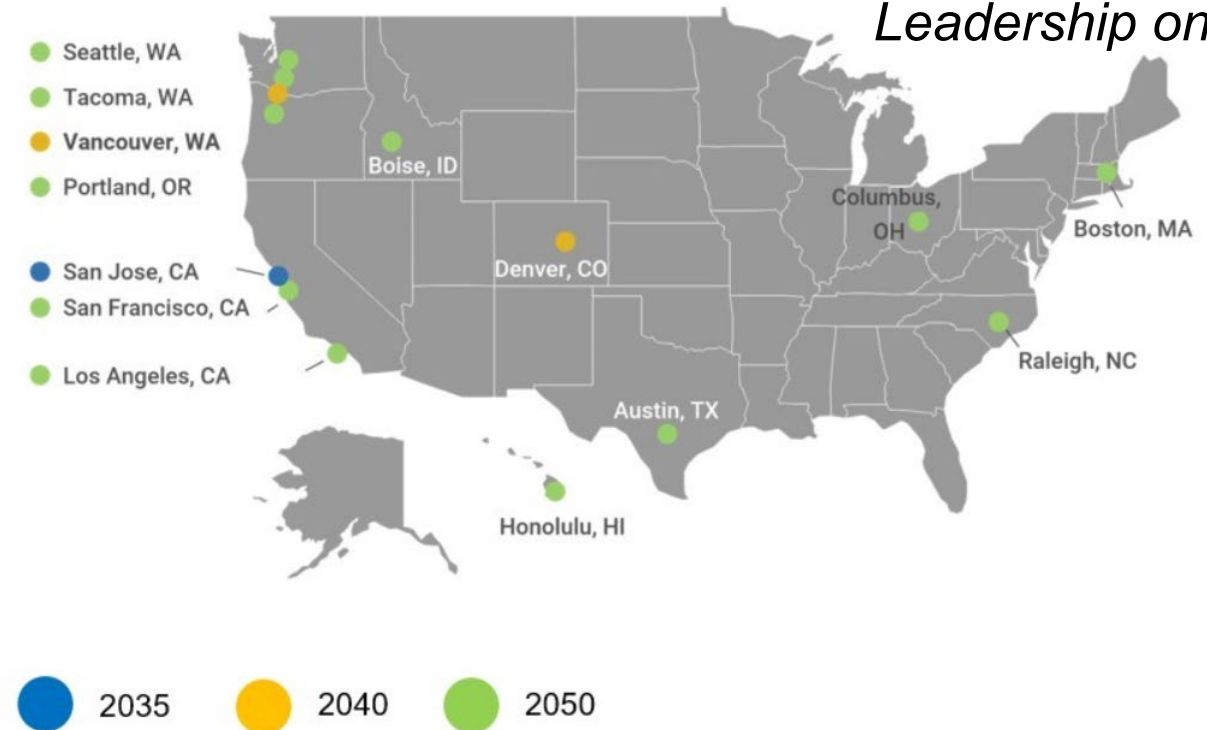 Leadership on
Seattle, WA
Tacoma, WA
Vancouver, WA
Portland, OR
San Jose, CA
San Francisco, CA
Los Angeles, CA
Boise, ID
Denver, CO
Columbus,
OH
Boston, MA
Raleigh, NC
Austin, TX
Honolulu, HI
2035
2040
2050